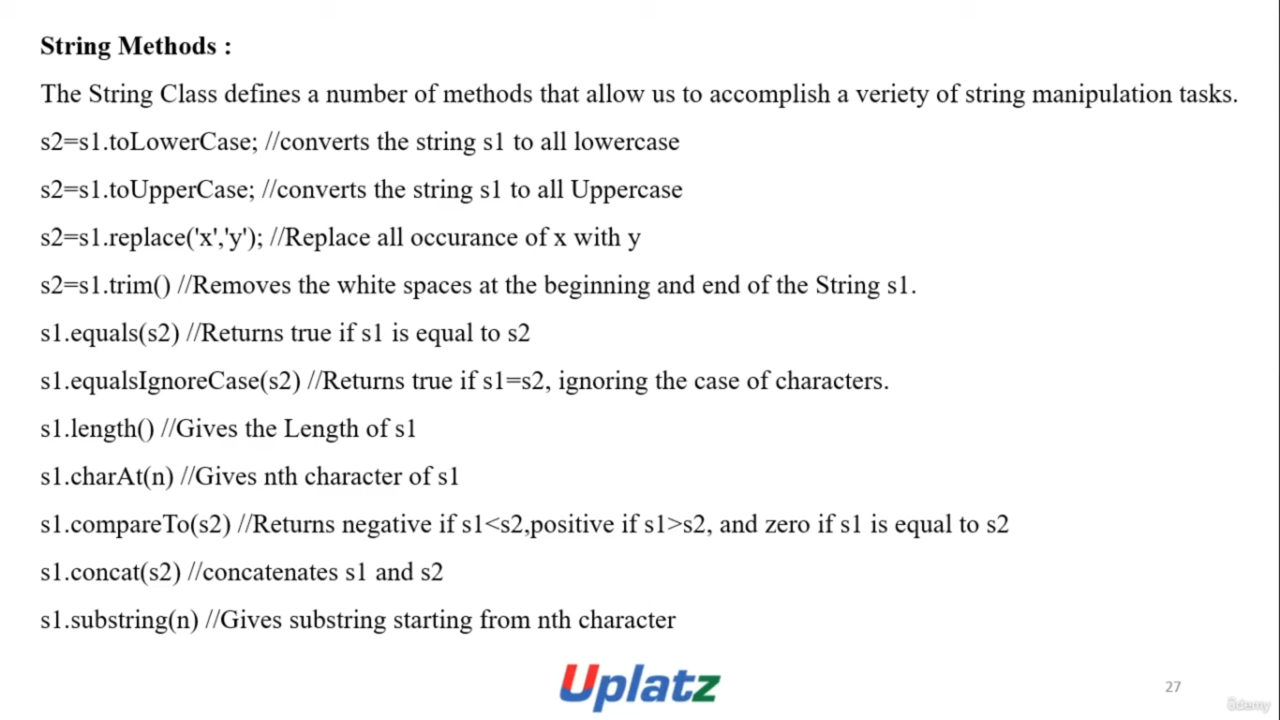 String Methods :
The String Class defines a number of methods that allow us to accomplish a veriety of string manipulation tasks.
s2=s1.toLowerCase; //converts the string s1 to all lowercase
s2=s1.toUpperCase; //converts the string s1 to all Uppercase
s2=s1.replace('x','y'); //Replace all occurance of x with y
s2=s1.trim() //Removes the white spaces at the beginning and end of the String s1.
s1.equals(s2) //Returns true if s1 is equal to s2
s1.equalsIgnoreCase(s2) //Returns true if s1=s2, ignoring the case of characters.
s1.length() //Gives the Length of s1
s1.charAt(n) //Gives nth character of s1
s1.compareTo(s2) //Returns negative if s1<s2,positive if s1>s2, and zero if s1 is equal to s2
s1.concat(s2) //concatenates s1 and s2
s1.substring(n) //Gives substring starting from nth character
Uplatz
27
ûdemy